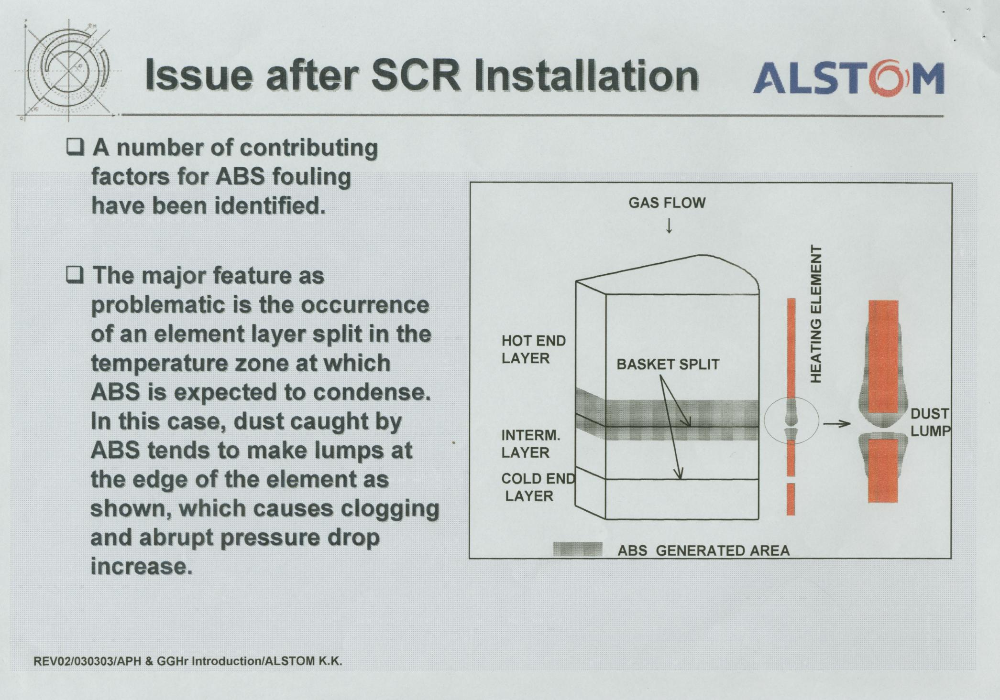 Issue after SCR Installation
ALSTOM
❑ A number of contributing
factors for ABS fouling
have been identified.
❑ The major feature as
problematic is the occurrence
of an element layer split in the
temperature zone at which
ABS is expected to condense.
In this case, dust caught by
ABS tends to make lumps at
the edge of the element as
shown, which causes clogging
and abrupt pressure drop
increase.
GAS FLOW
HEATING ELEMENT
HOT END
LAYER
BASKET SPLIT
DUST
LUMP
INTERM.
LAYER
COLD END
LAYER
ABS GENERATED AREA
REV02/030303/APH & GGHr Introduction/ALSTOM K.K.